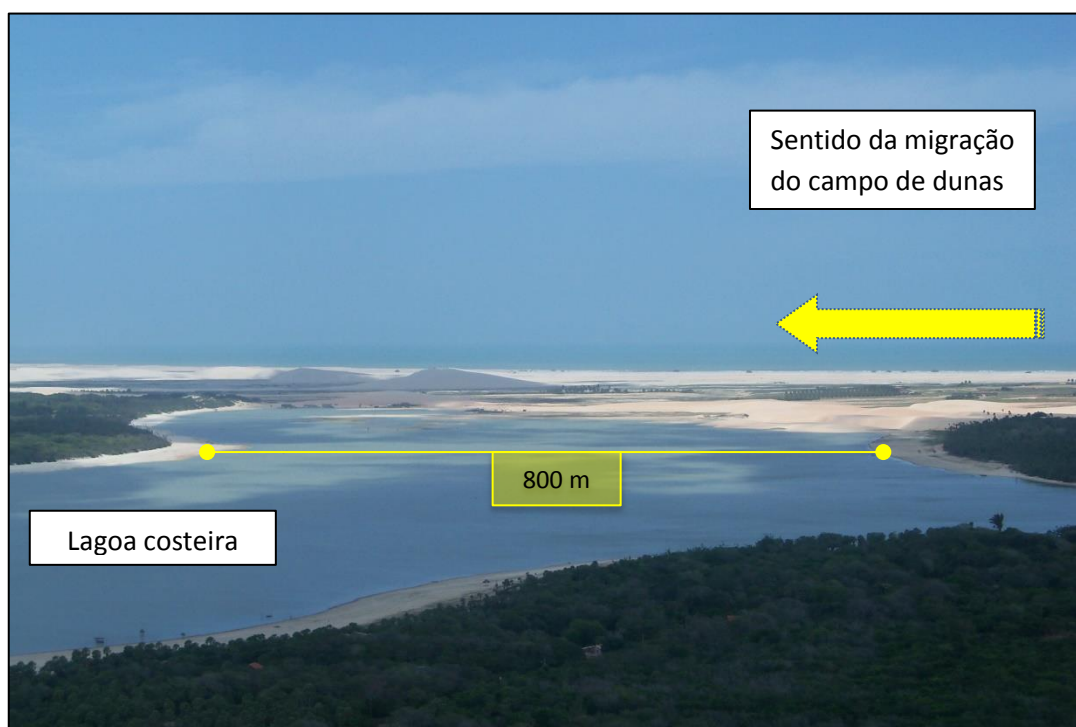 Sentido da migração
do campo de dunas
800 m
Lagoa costeira